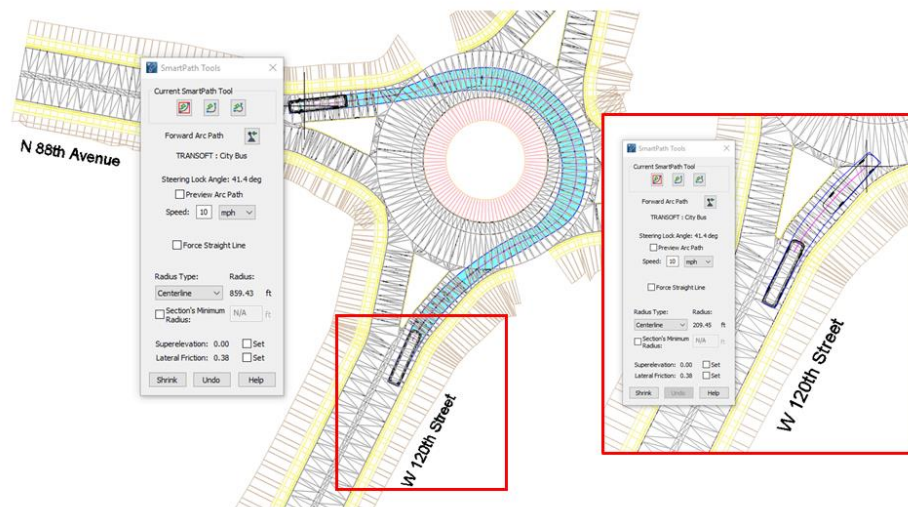 N 88th Avenue
SmartPath Tools
Current SmartPath Tool
Forward Arc Path
TRANSOFT : City Bus
Steering Lock Angle: 41.4 deg
Preview Arc Path
Speed: 10 mph
Force Straight Line
Radius Type: Radius:
Centerline 859.43 ft
Section's Minimum
Radius: N/A ft
Superelevation: 0.00 Set
Lateral Friction: 0.38 Set
Shrink Undo Help
W 120th Street
SmartPath Tools
Current SmartPath Tool
Forward Arc Path
TRANSOFT : City Bus
Steering Lock Angle: 41.4 deg
Preview Arc Path
Speed: 10 mph
Force Straight Line
Radius Type: Radius:
Centerline 209.45 ft
Section's Minimum
Radius: N/A ft
Superelevation: 0.00 Set
Lateral Friction: 0.38 Set
Shrink Undo Help
W 120th Street